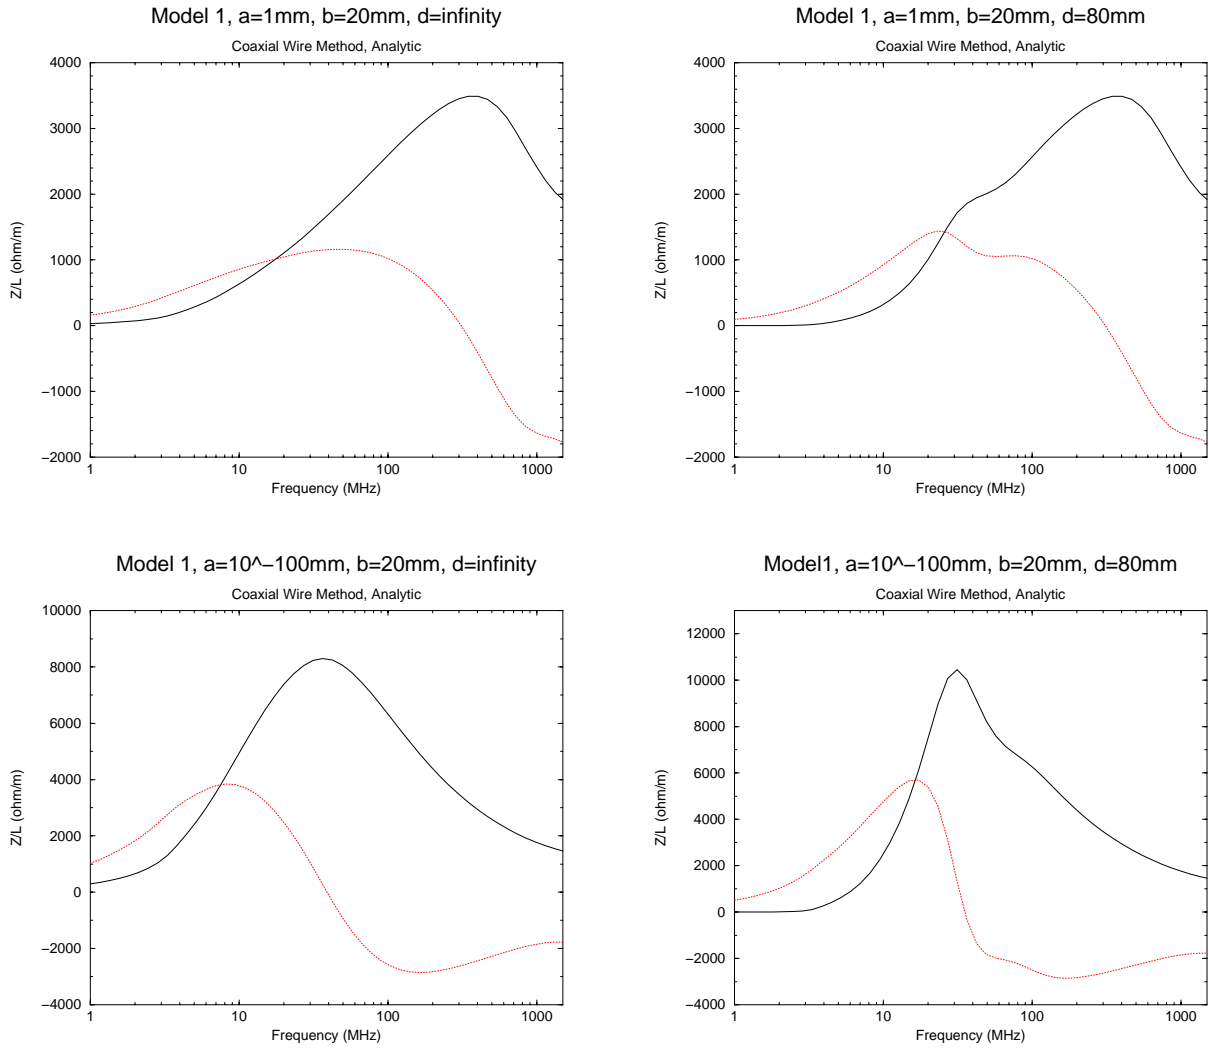 Model 1, a=1mm, b=20mm, d=infinity
Coaxial Wire Method, Analytic
4000
3000
2000
1000
0
−1000
−2000
Z/L (ohm/m)
1 10 100 1000
Frequency (MHz)
Model 1, a=1mm, b=20mm, d=80mm
Coaxial Wire Method, Analytic
4000
3000
2000
1000
0
−1000
−2000
Z/L (ohm/m)
1 10 100 1000
Frequency (MHz)
Model 1, a=10^−100mm, b=20mm, d=infinity
Coaxial Wire Method, Analytic
10000
8000
6000
4000
2000
0
−2000
−4000
Z/L (ohm/m)
1 10 100 1000
Frequency (MHz)
Model1, a=10^−100mm, b=20mm, d=80mm
Coaxial Wire Method, Analytic
12000
10000
8000
6000
4000
2000
0
−2000
−4000
Z/L (ohm/m)
1 10 100 1000
Frequency (MHz)